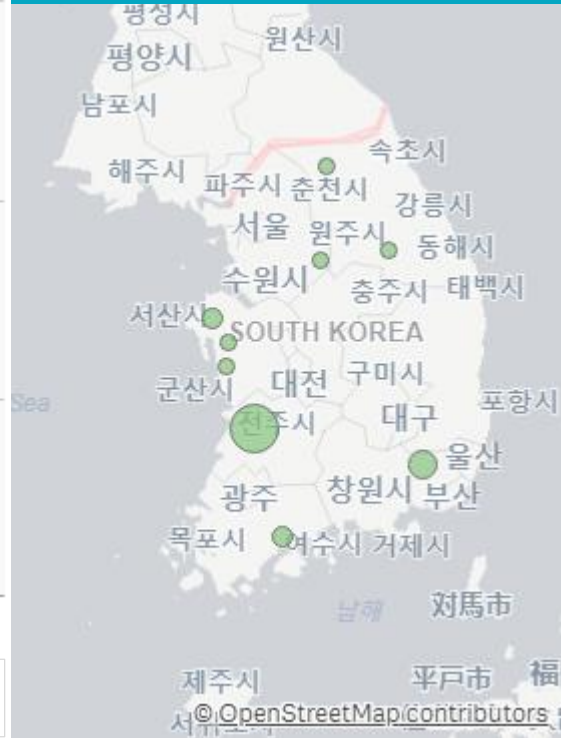 평성시
원산시
평양시
남포시
속초시
해주시
파주시 춘천시
강릉시
서울
원주시
동해시
수원시
충주시
태백시
서산시
SOUTH KOREA
대전
구미시
군산시
Sea
포항시
대구
전주시
울산
광주
창원시
부산
목포시
여수시
거제시
남해
対馬市
제주시
平戸市
福
© OpenStreetMap contributors